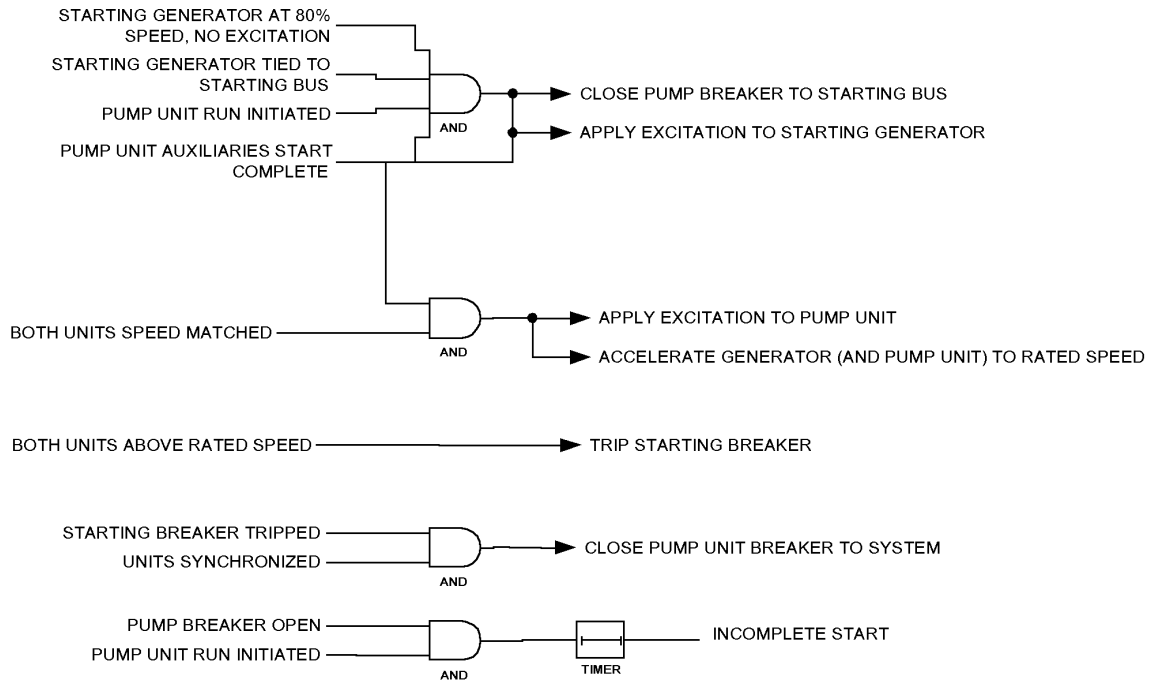 STARTING GENERATOR AT 80%
SPEED, NO EXCITATION
STARTING GENERATOR TIED TO
STARTING BUS
PUMP UNIT RUN INITIATED
PUMP UNIT AUXILIARIES START
COMPLETE
AND
CLOSE PUMP BREAKER TO STARTING BUS
APPLY EXCITATION TO STARTING GENERATOR
BOTH UNITS SPEED MATCHED
AND
APPLY EXCITATION TO PUMP UNIT
ACCELERATE GENERATOR (AND PUMP UNIT) TO RATED SPEED
BOTH UNITS ABOVE RATED SPEED
TRIP STARTING BREAKER
STARTING BREAKER TRIPPED
UNITS SYNCHRONIZED
AND
CLOSE PUMP UNIT BREAKER TO SYSTEM
PUMP BREAKER OPEN
PUMP UNIT RUN INITIATED
AND
TIMER
INCOMPLETE START